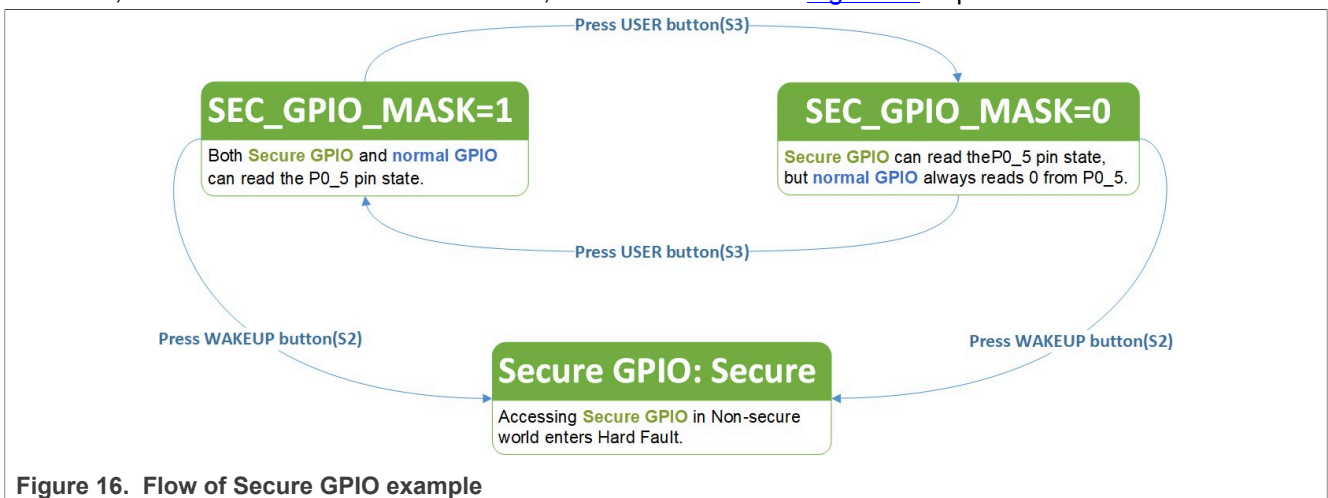 Press USER button(S3)
SEC_GPIO_MASK=1
Both Secure GPIO and normal GPIO
can read the P0_5 pin state.
SEC_GPIO_MASK=0
Secure GPIO can read theP0_5 pin state,
but normal GPIO always reads 0 from P0_5.
Press USER button(S3)
Press WAKEUP button(S2)
Press WAKEUP button(S2)
Secure GPIO: Secure
Accessing Secure GPIO in Non-secure
world enters Hard Fault.
Figure 16. Flow of Secure GPIO example